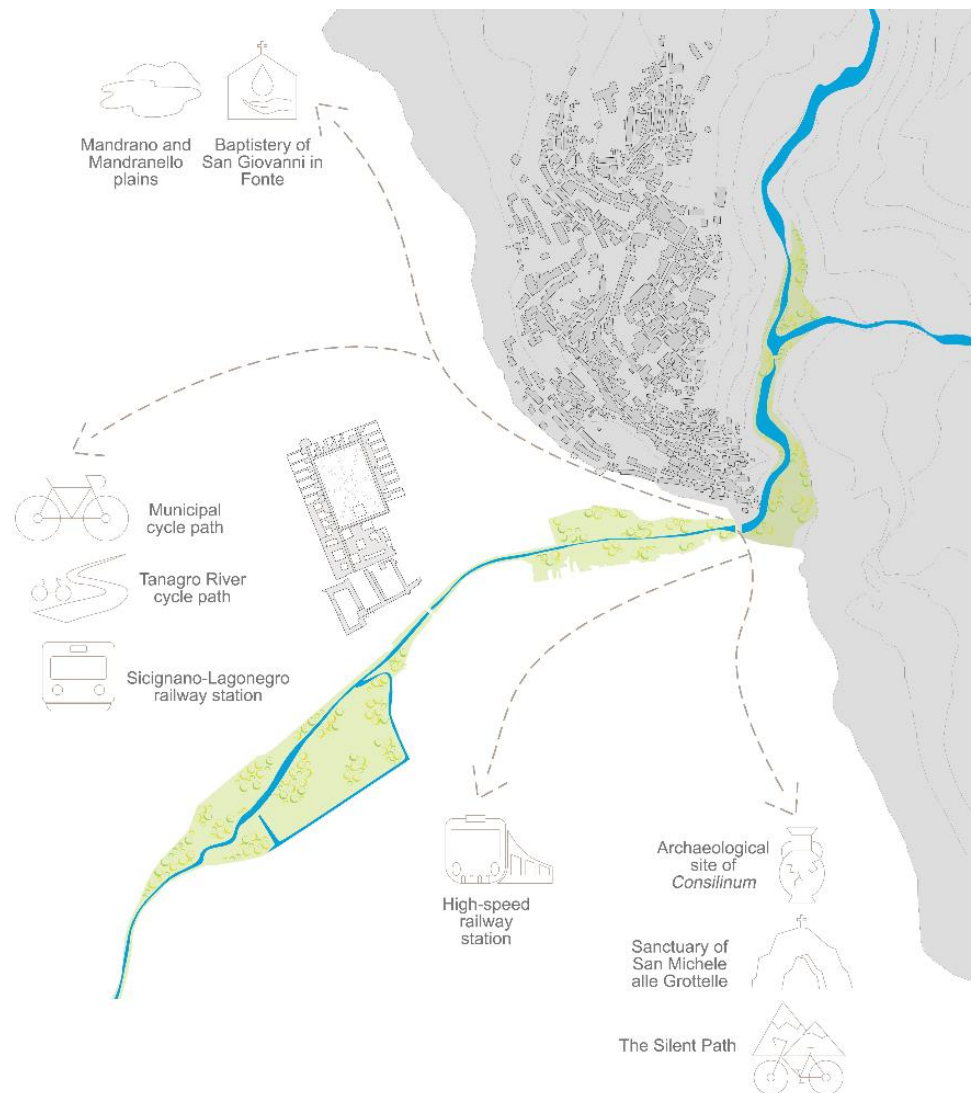 Mandrano and
Mandranello
plains
Baptistery of
San Giovanni in
Fonte
Municipal
cycle path
Tanagro River
cycle path
Sicignano-Lagonegro
railway station
High-speed
railway
station
Archaeological
site of
Consilinum
Sanctuary of
San Michele
alle Grottelle
The Silent Path